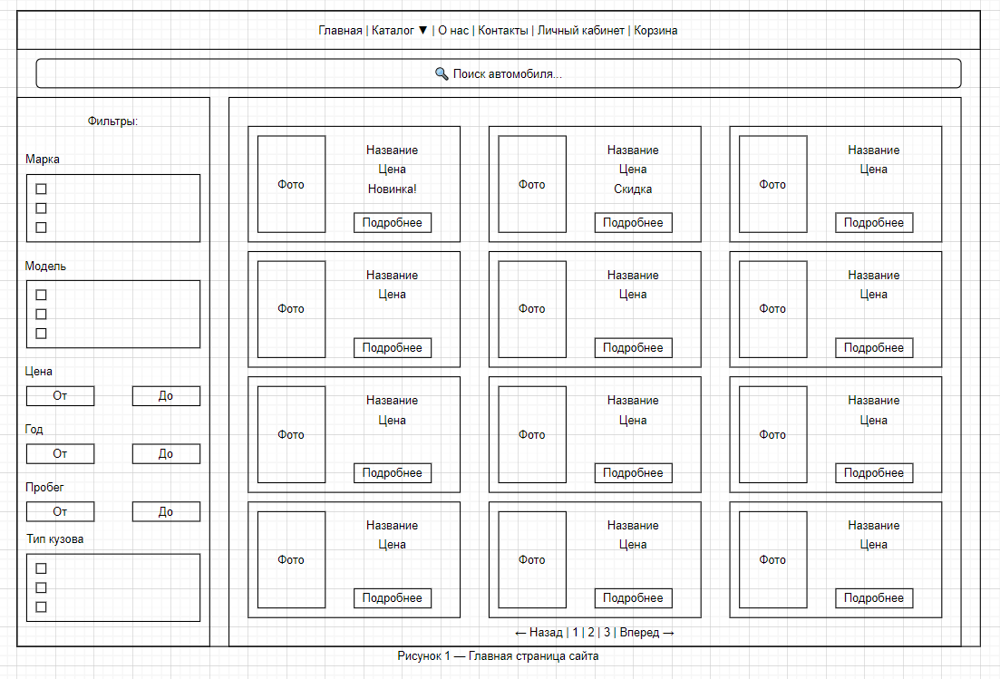 Главная | Каталог ▼ | О нас | Контакты | Личный кабинет | Корзина
🔍 Поиск автомобиля...
Фильтры:
Марка
Модель
Цена
От До
Год
От До
Пробег
От До
Тип кузова
Фото
Название
Цена
Новинка!
Подробнее
Фото
Название
Цена
Скидка
Подробнее
Фото
Название
Цена
Подробнее
Фото
Название
Цена
Подробнее
Фото
Название
Цена
Подробнее
Фото
Название
Цена
Подробнее
Фото
Название
Цена
Подробнее
Фото
Название
Цена
Подробнее
Фото
Название
Цена
Подробнее
Фото
Название
Цена
Подробнее
Фото
Название
Цена
Подробнее
Фото
Название
Цена
Подробнее
← Назад | 1 | 2 | 3 | Вперед →
Рисунок 1 — Главная страница сайта